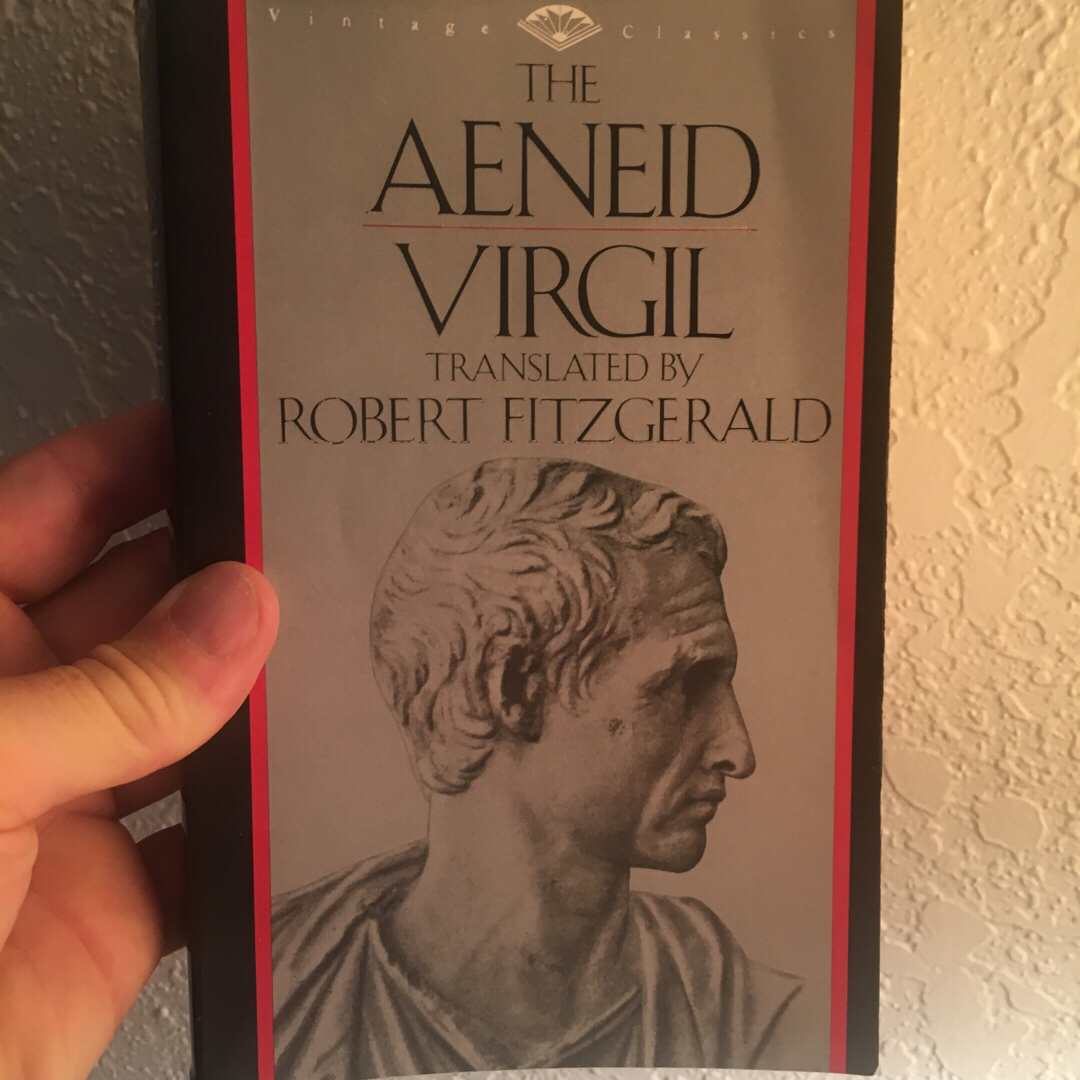 Vintage Classics
THE
AENEID
VIRGIL
TRANSLATED BY
ROBERT FITZGERALD